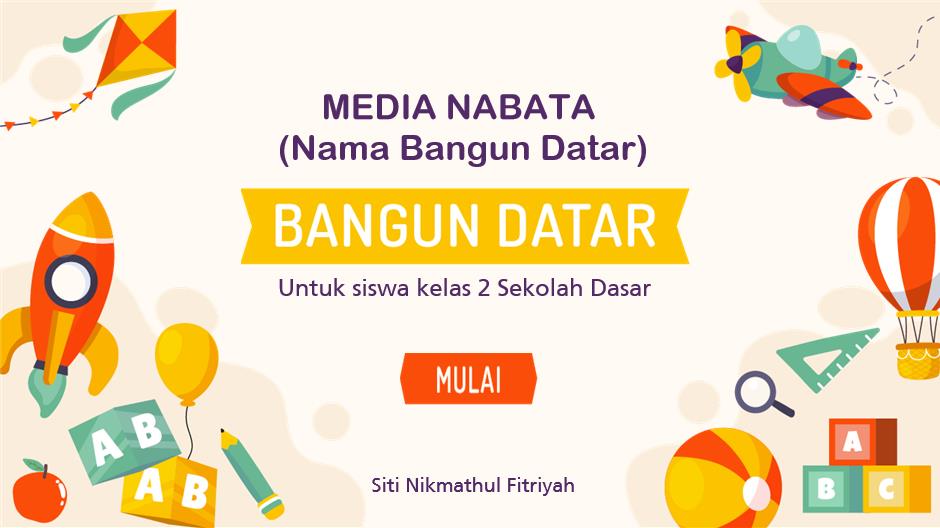 MEDIA NABATA
(Nama Bangun Datar)
BANGUN DATAR
Untuk siswa kelas 2 Sekolah Dasar
MULAI
A B
A B
A
B C
Siti Nikmathul Fitriyah